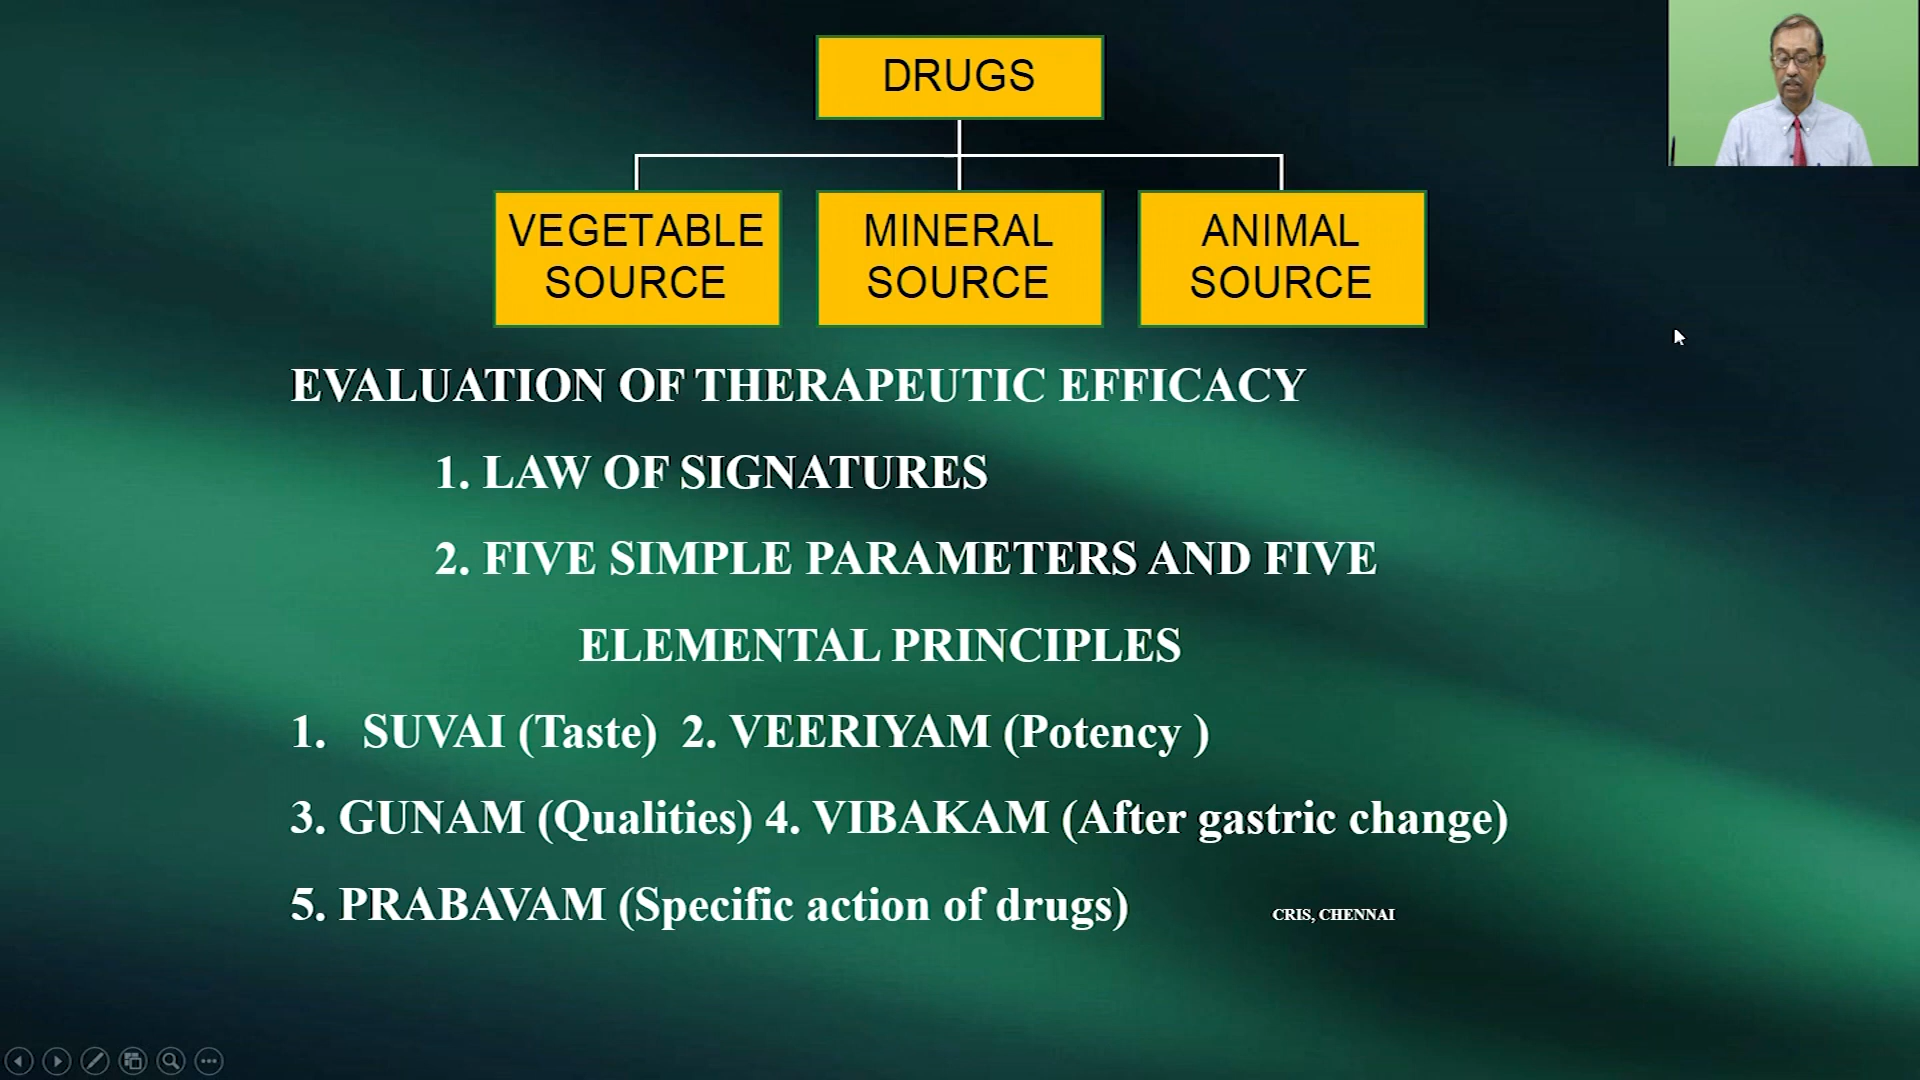 DRUGS
VEGETABLE
SOURCE
MINERAL
SOURCE
ANIMAL
SOURCE
EVALUATION OF THERAPEUTIC EFFICACY
1. LAW OF SIGNATURES
2. FIVE SIMPLE PARAMETERS AND FIVE
ELEMENTAL PRINCIPLES
1. SUVAI (Taste) 2. VEERIYAM (Potency )
3. GUNAM (Qualities) 4. VIBAKAM (After gastric change)
5. PRABAVAM (Specific action of drugs)
CRIS, CHENNAI